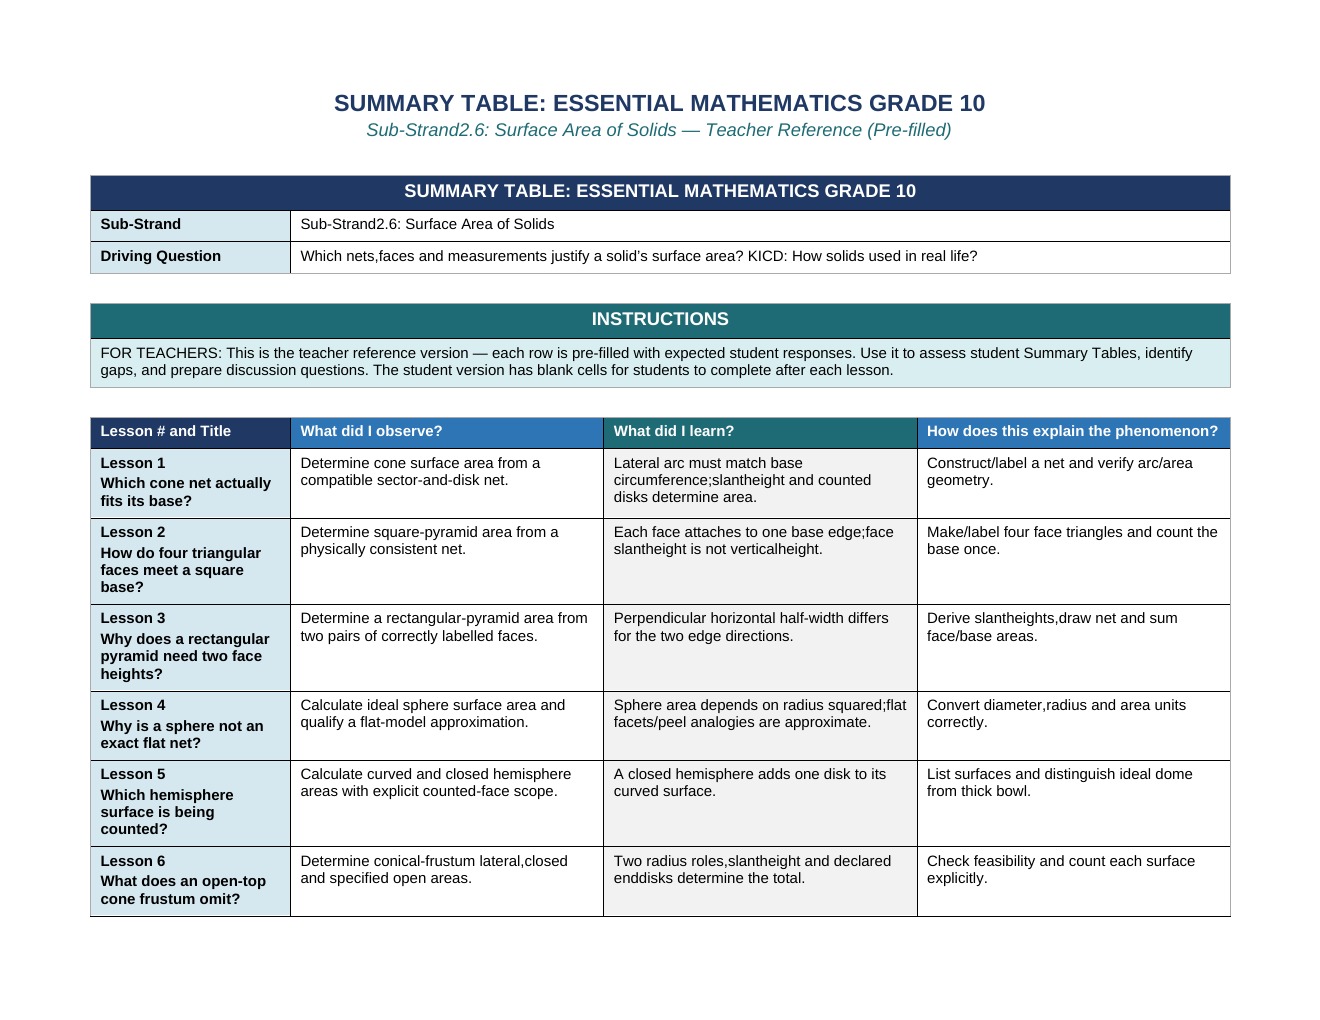 SUMMARY TABLE: ESSENTIAL MATHEMATICS GRADE 10
Sub-Strand2.6: Surface Area of Solids — Teacher Reference (Pre-filled)
SUMMARY TABLE: ESSENTIAL MATHEMATICS GRADE 10
Sub-Strand
Sub-Strand2.6: Surface Area of Solids
Driving Question
Which nets,faces and measurements justify a solid’s surface area? KICD: How solids used in real life?
INSTRUCTIONS
FOR TEACHERS: This is the teacher reference version — each row is pre-filled with expected student responses. Use it to assess student Summary Tables, identify
gaps, and prepare discussion questions. The student version has blank cells for students to complete after each lesson.
Lesson # and Title
What did I observe?
What did I learn?
How does this explain the phenomenon?
Lesson 1
Which cone net actually
fits its base?
Determine cone surface area from a
compatible sector-and-disk net.
Lateral arc must match base
circumference;slantheight and counted
disks determine area.
Construct/label a net and verify arc/area
geometry.
Lesson 2
How do four triangular
faces meet a square
base?
Determine square-pyramid area from a
physically consistent net.
Each face attaches to one base edge;face
slantheight is not verticalheight.
Make/label four face triangles and count the
base once.
Lesson 3
Why does a rectangular
pyramid need two face
heights?
Determine a rectangular-pyramid area from
two pairs of correctly labelled faces.
Perpendicular horizontal half-width differs
for the two edge directions.
Derive slantheights,draw net and sum
face/base areas.
Lesson 4
Why is a sphere not an
exact flat net?
Calculate ideal sphere surface area and
qualify a flat-model approximation.
Sphere area depends on radius squared;flat
facets/peel analogies are approximate.
Convert diameter,radius and area units
correctly.
Lesson 5
Which hemisphere
surface is being
counted?
Calculate curved and closed hemisphere
areas with explicit counted-face scope.
A closed hemisphere adds one disk to its
curved surface.
List surfaces and distinguish ideal dome
from thick bowl.
Lesson 6
What does an open-top
cone frustum omit?
Determine conical-frustum lateral,closed
and specified open areas.
Two radius roles,slantheight and declared
enddisks determine the total.
Check feasibility and count each surface
explicitly.